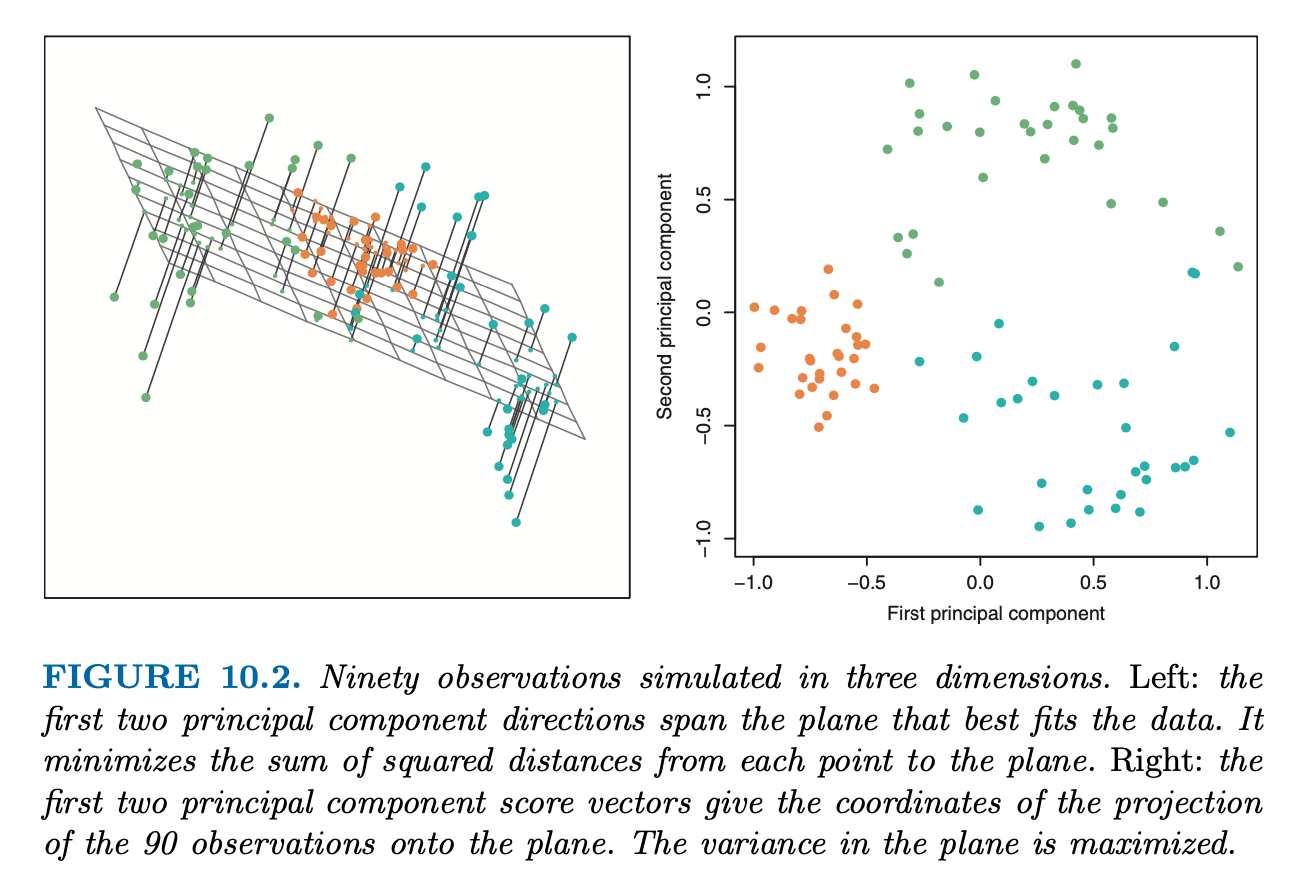 1.0
0.5
0.0
−0.5
−1.0
Second principal component
−1.0 −0.5 0.0 0.5 1.0
First principal component
FIGURE 10.2. Ninety observations simulated in three dimensions. Left: the
first two principal component directions span the plane that best fits the data. It
minimizes the sum of squared distances from each point to the plane. Right: the
first two principal component score vectors give the coordinates of the projection
of the 90 observations onto the plane. The variance in the plane is maximized.